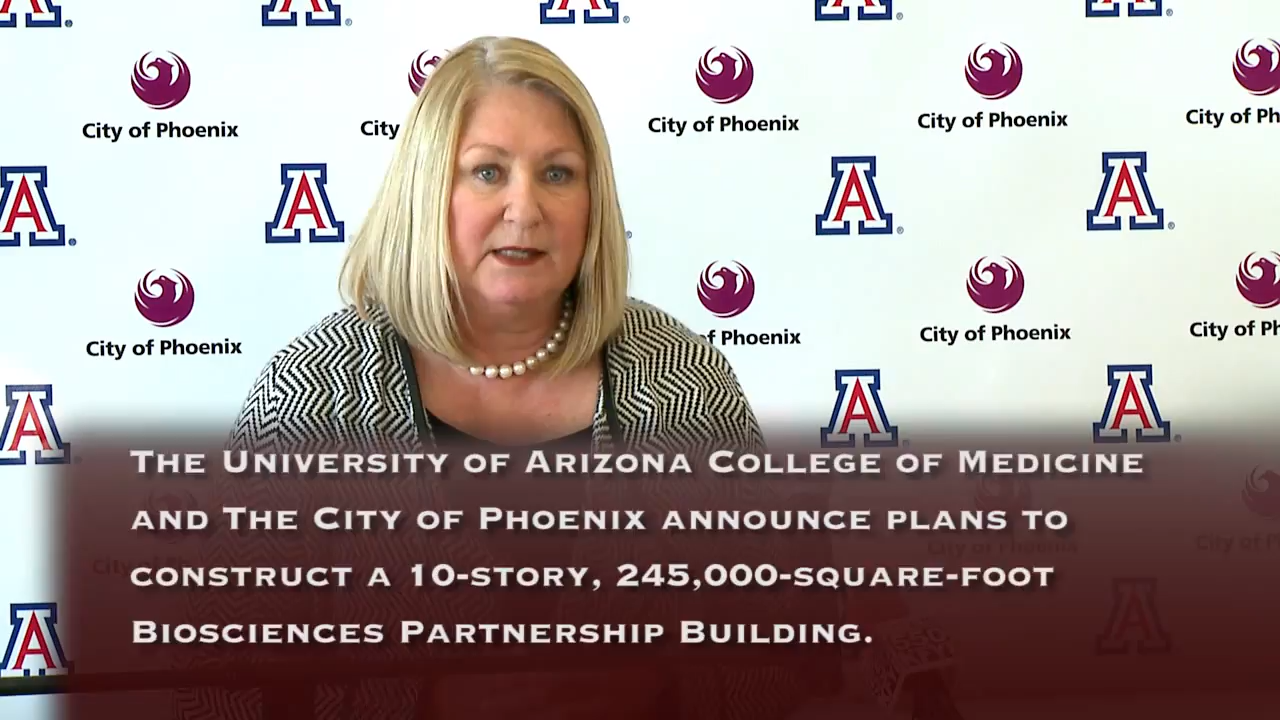 A A A A A
City of Phoenix City City of Phoenix City of Phoenix City of Ph
A A A A
City of Phoenix of Phoenix City of Phoenix City of Ph
A A A
THE UNIVERSITY OF ARIZONA COLLEGE OF MEDICINE
AND THE CITY OF PHOENIX ANNOUNCE PLANS TO
CONSTRUCT A 10-STORY, 245,000-SQUARE-FOOT
BIOSCIENCES PARTNERSHIP BUILDING.
A A